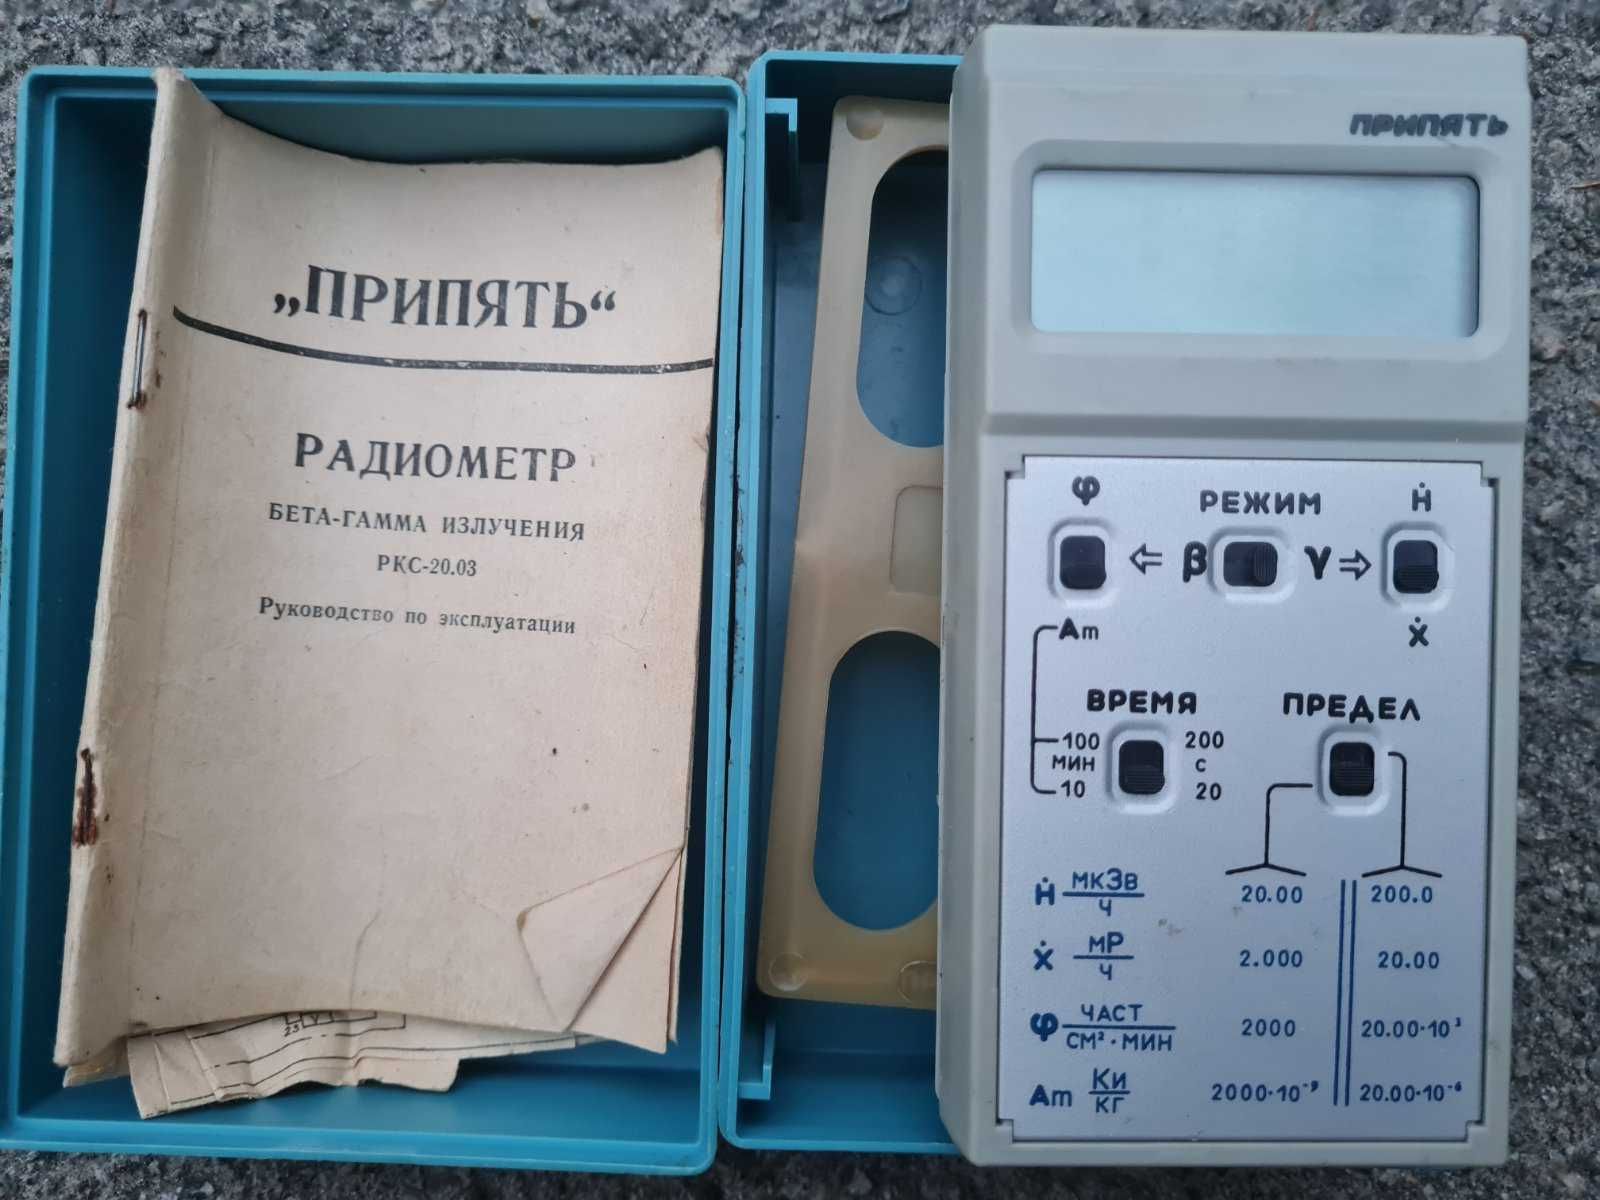 „ПРИПЯТЬ“
РАДИОМЕТР
БЕТА-ГАММА ИЗЛУЧЕНИЯ
РКС-20.03
Руководство по эксплуатации
23
ПРИПЯТЬ
φ РЕЖИМ Ḣ
⇦ β γ ⇨
Am Ẋ
ВРЕМЯ ПРЕДЕЛ
100 200
МИН с
10 20
Ḣ мкЗв/ч 20.00 200.0
Ẋ мР/ч 2.000 20.00
φ ЧАСТ/СМ²·МИН 2000 20.00·10³
Am Ки/КГ 2000·10⁻⁹ 20.00·10⁻⁶